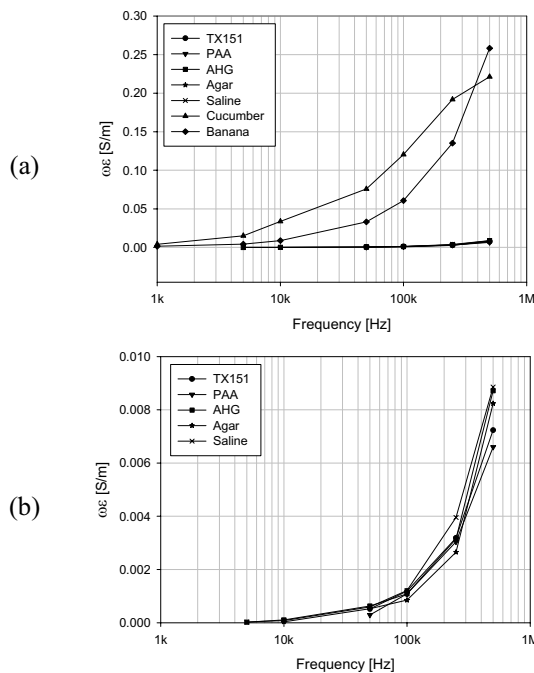 (a)
ωε [S/m]
0.30
0.25
0.20
0.15
0.10
0.05
0.00
TX151
PAA
AHG
Agar
Saline
Cucumber
Banana
1k 10k 100k 1M
Frequency [Hz]
(b)
ωε [S/m]
0.010
0.008
0.006
0.004
0.002
0.000
TX151
PAA
AHG
Agar
Saline
1k 10k 100k 1M
Frequency [Hz]